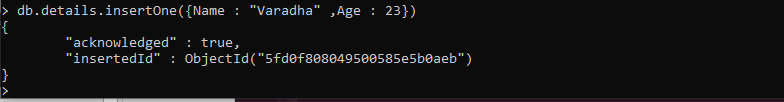 > db.details.insertOne({Name : "Varadha" ,Age : 23})
{
        "acknowledged" : true,
        "insertedId" : ObjectId("5fd0f808049500585e5b0aeb")
}
>